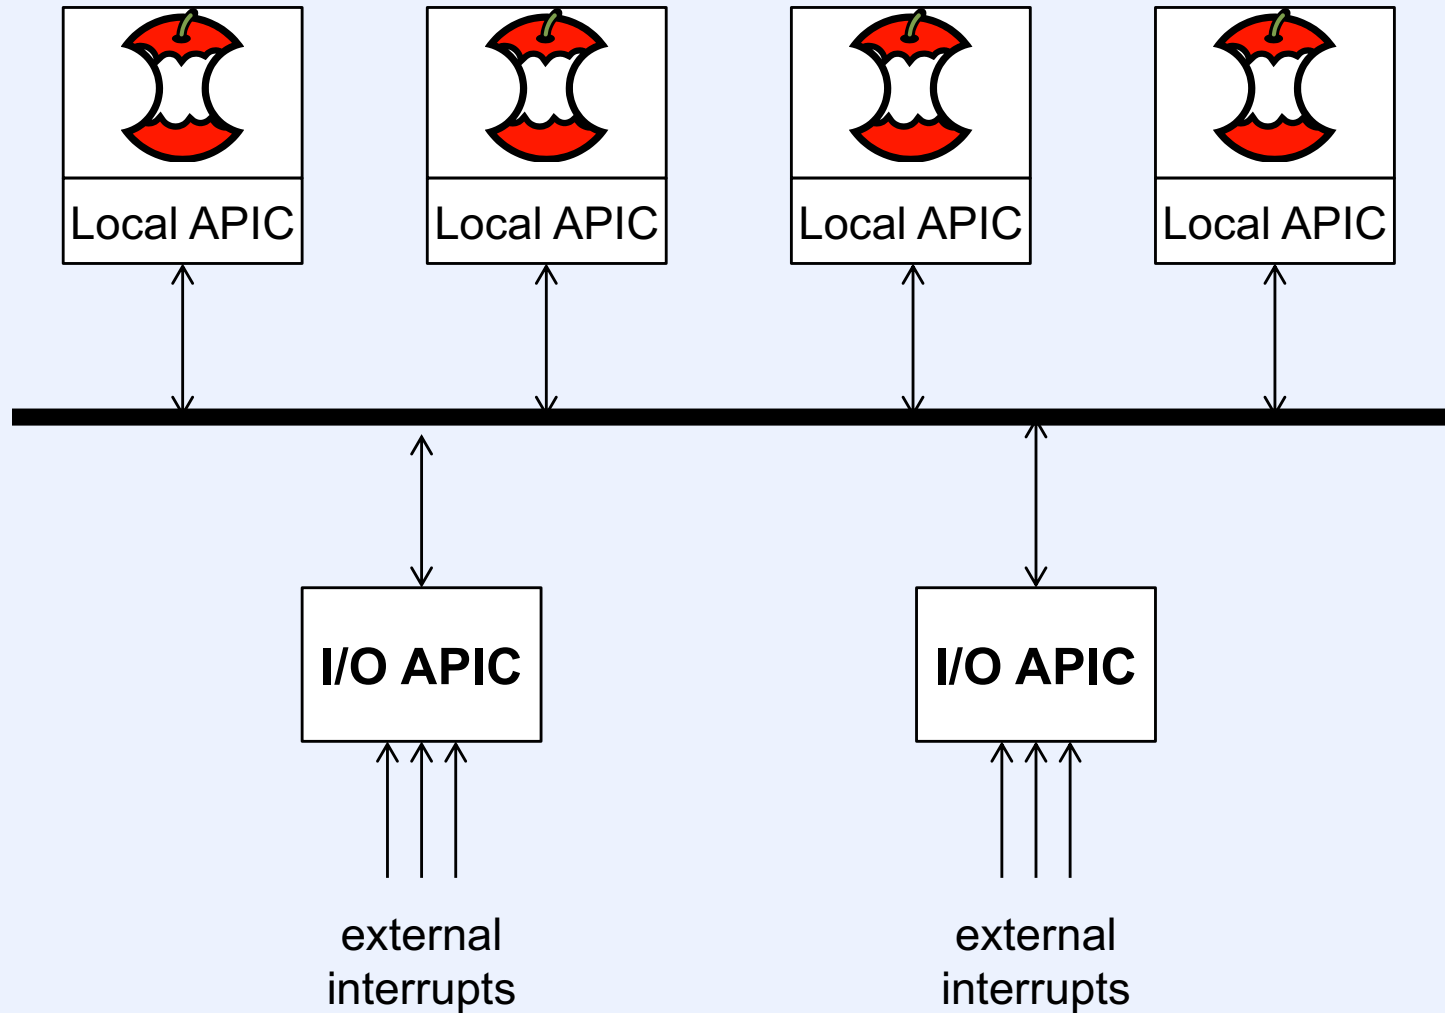 Local APIC
Local APIC
Local APIC
Local APIC
I/O APIC
I/O APIC
external
interrupts
external
interrupts